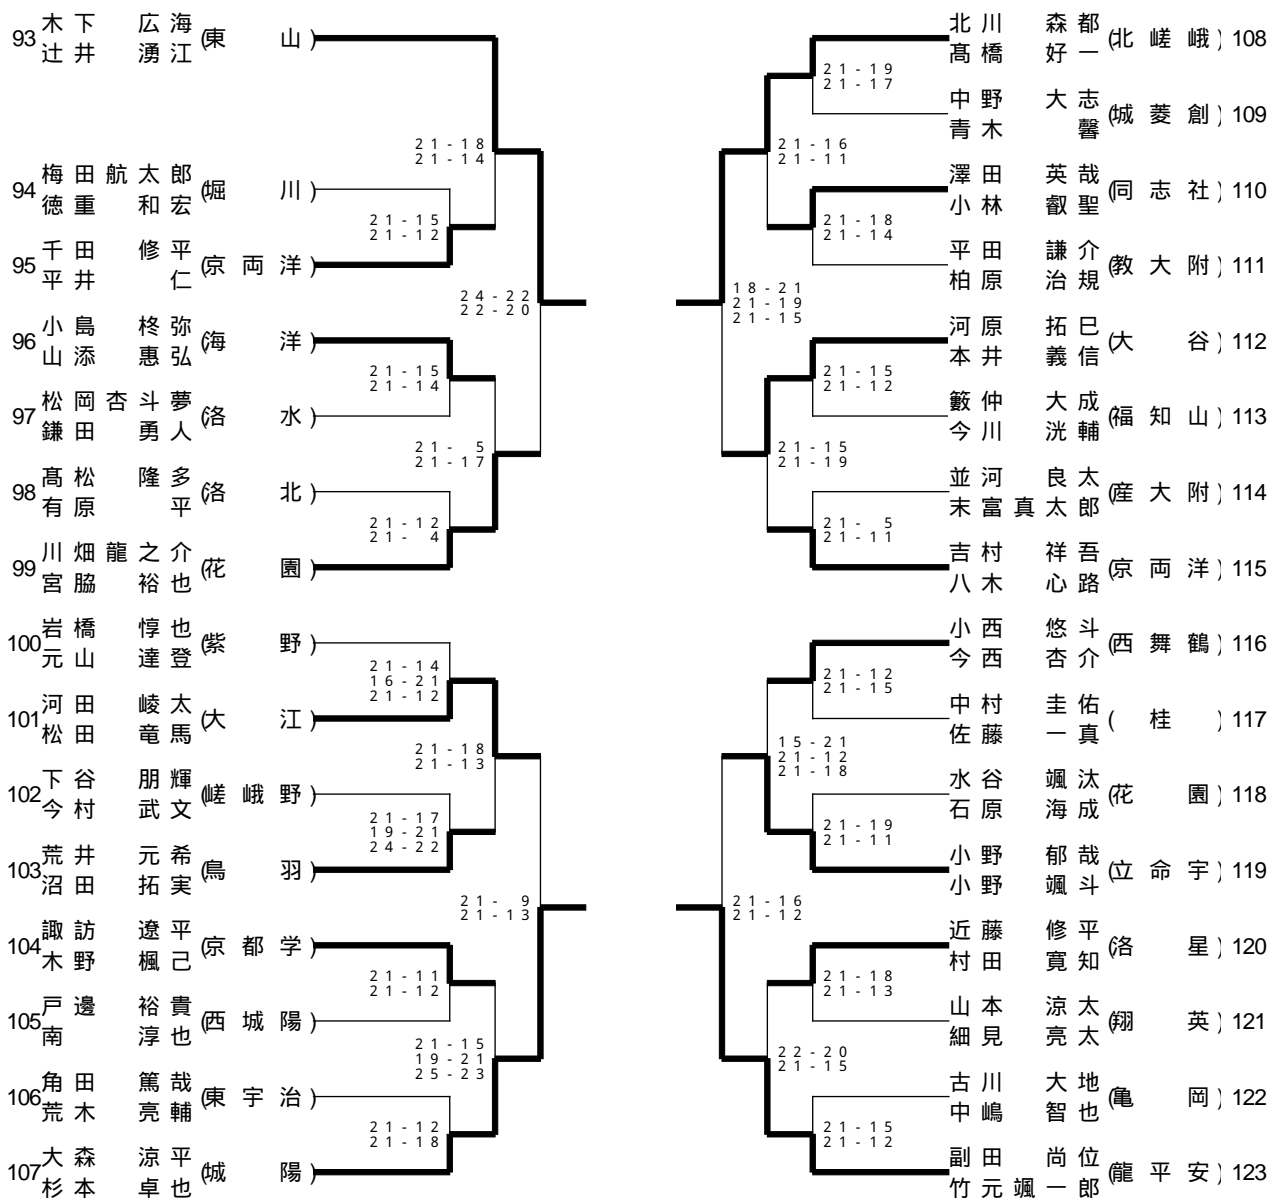 93 木下 広海 (東 山)
辻井 湧江
21-18
21-14
94 梅田航太郎 (堀 川)
徳重 和宏
21-15
21-12
95 千田 修平 (京両洋)
平井 仁
24-22
22-20
96 小島 柊弥 (海 洋)
山添 惠弘
21-15
21-14
97 松岡杏斗夢 (洛 水)
鎌田 勇人
21-5
21-17
98 髙松 隆多 (洛 北)
有原 平
21-12
21-4
99 川畑龍之介 (花 園)
宮脇 裕也
100 岩橋 惇也 (紫 野)
元山 達登
21-14
16-21
21-12
101 河田 崚太 (大 江)
松田 竜馬
21-18
21-13
102 下谷 朋輝 (嵯峨野)
今村 武文
21-17
19-21
24-22
103 荒井 元希 (鳥 羽)
沼田 拓実
21-9
21-13
104 諏訪 遼平 (京都学)
木野 楓己
21-11
21-12
105 戸邊 裕貴 (西城陽)
南 淳也
21-15
19-21
25-23
106 角田 篤哉 (東宇治)
荒木 亮輔
21-12
21-18
107 大森 涼平 (城 陽)
杉本 卓也
北川 森都 (北嵯峨) 108
髙橋 好一
21-19
21-17
中野 大志 (城菱創) 109
青木 馨
21-16
21-11
澤田 英哉 (同志社) 110
小林 叡聖
21-18
21-14
平田 謙介 (教大附) 111
柏原 治規
18-21
21-19
21-15
河原 拓巳 (大 谷) 112
本井 義信
21-15
21-12
籔仲 大成 (福知山) 113
今川 洸輔
21-15
21-19
並河 良太 (産大附) 114
末富真太郎
21-5
21-11
吉村 祥吾 (京両洋) 115
八木 心路
小西 悠斗 (西舞鶴) 116
今西 杏介
21-12
21-15
中村 圭佑 (桂) 117
佐藤 一真
15-21
21-12
21-18
水谷 颯汰 (花 園) 118
石原 海成
21-19
21-11
小野 郁哉 (立命宇) 119
小野 颯斗
21-16
21-12
近藤 修平 (洛 星) 120
村田 寛知
21-18
21-13
山本 涼太 (翔 英) 121
細見 亮太
22-20
21-15
古川 大地 (亀 岡) 122
中嶋 智也
21-15
21-12
副田 尚位 (龍平安) 123
竹元颯一郎